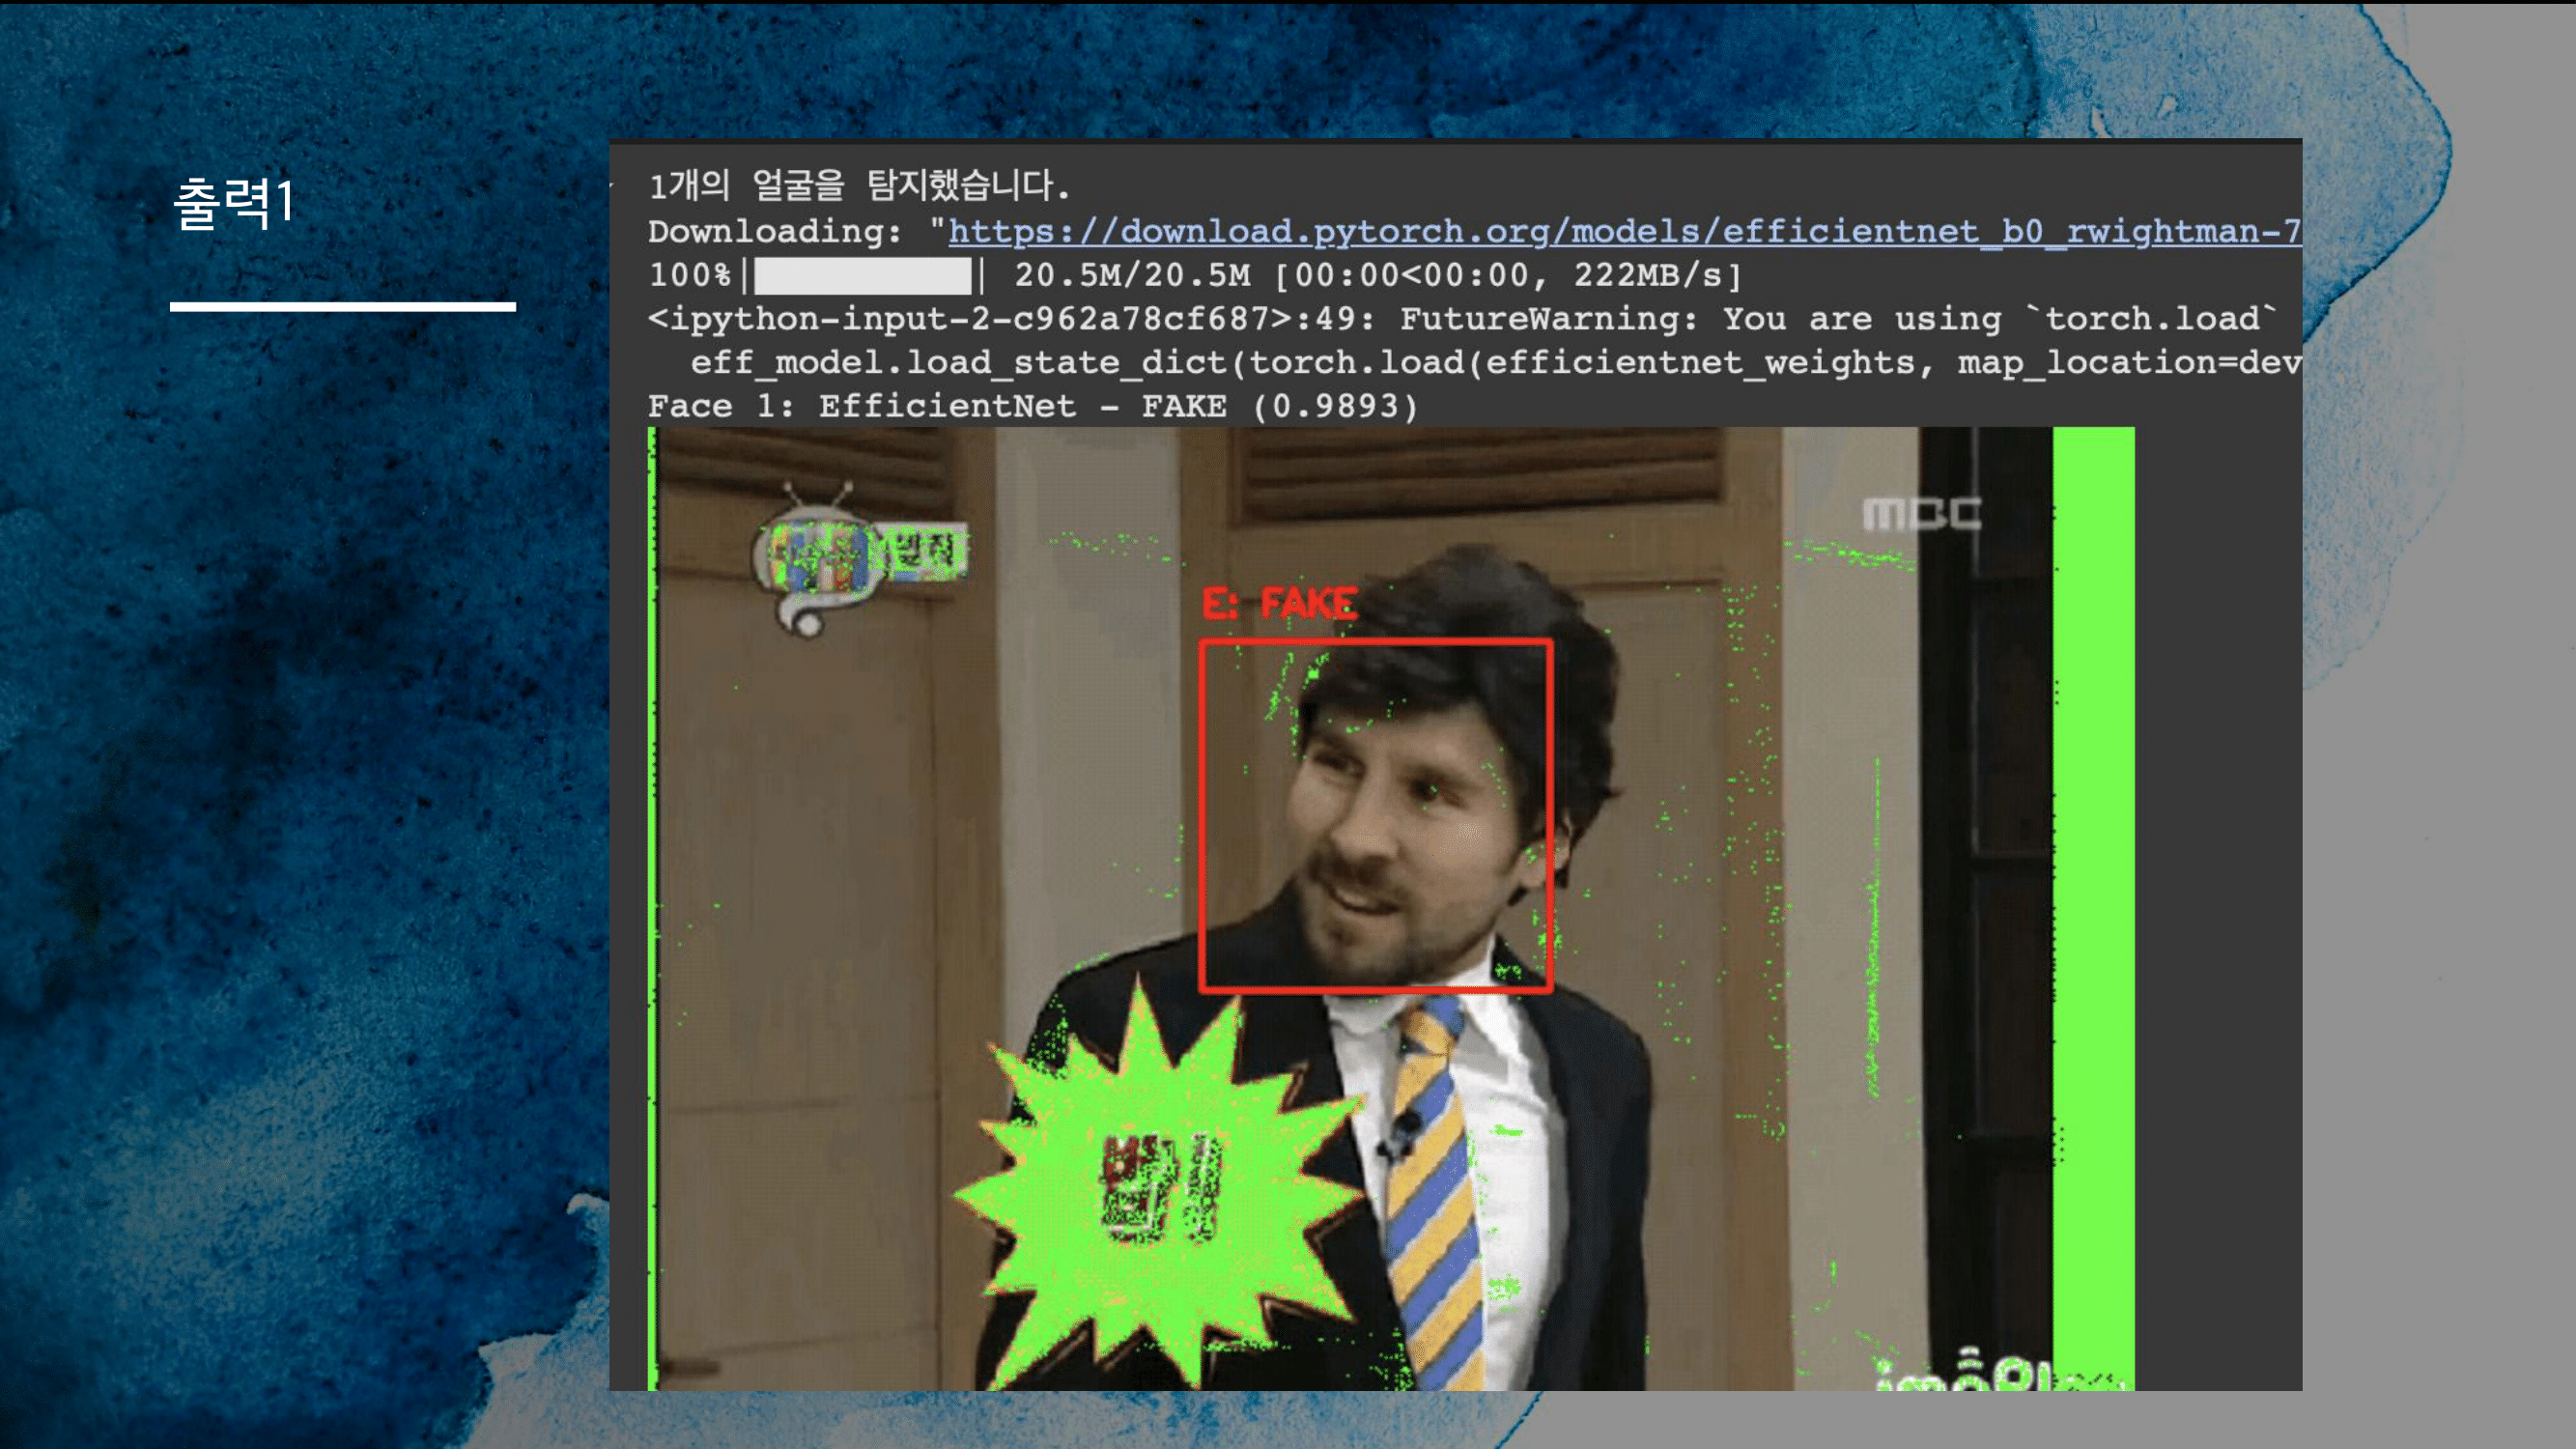 출력1
1개의 얼굴을 탐지했습니다.
Downloading: "https://download.pytorch.org/models/efficientnet_b0_rwightman-7
100%| | 20.5M/20.5M [00:00<00:00, 222MB/s]
<ipython-input-2-c962a78cf687>:49: FutureWarning: You are using `torch.load`
eff_model.load_state_dict(torch.load(efficientnet_weights, map_location=dev
Face 1: EfficientNet – FAKE (0.9893)
MBC
E: FAKE